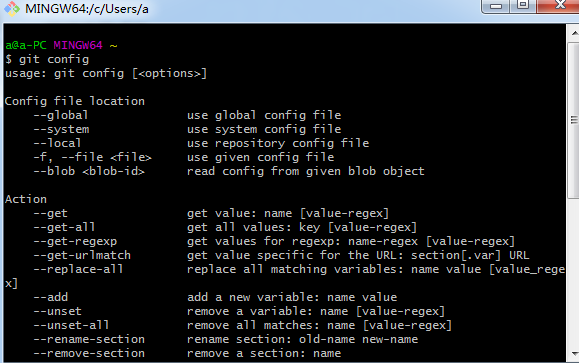 MINGW64:/c/Users/a
a@a-PC MINGW64 ~
$ git config
usage: git config [<options>]
Config file location
--global use global config file
--system use system config file
--local use repository config file
-f, --file <file> use given config file
--blob <blob-id> read config from given blob object
Action
--get get value: name [value-regex]
--get-all get all values: key [value-regex]
--get-regexp get values for regexp: name-regex [value-regex]
--get-urlmatch get value specific for the URL: section[.var] URL
--replace-all replace all matching variables: name value [value_rege
x]
--add add a new variable: name value
--unset remove a variable: name [value-regex]
--unset-all remove all matches: name [value-regex]
--rename-section rename section: old-name new-name
--remove-section remove a section: name